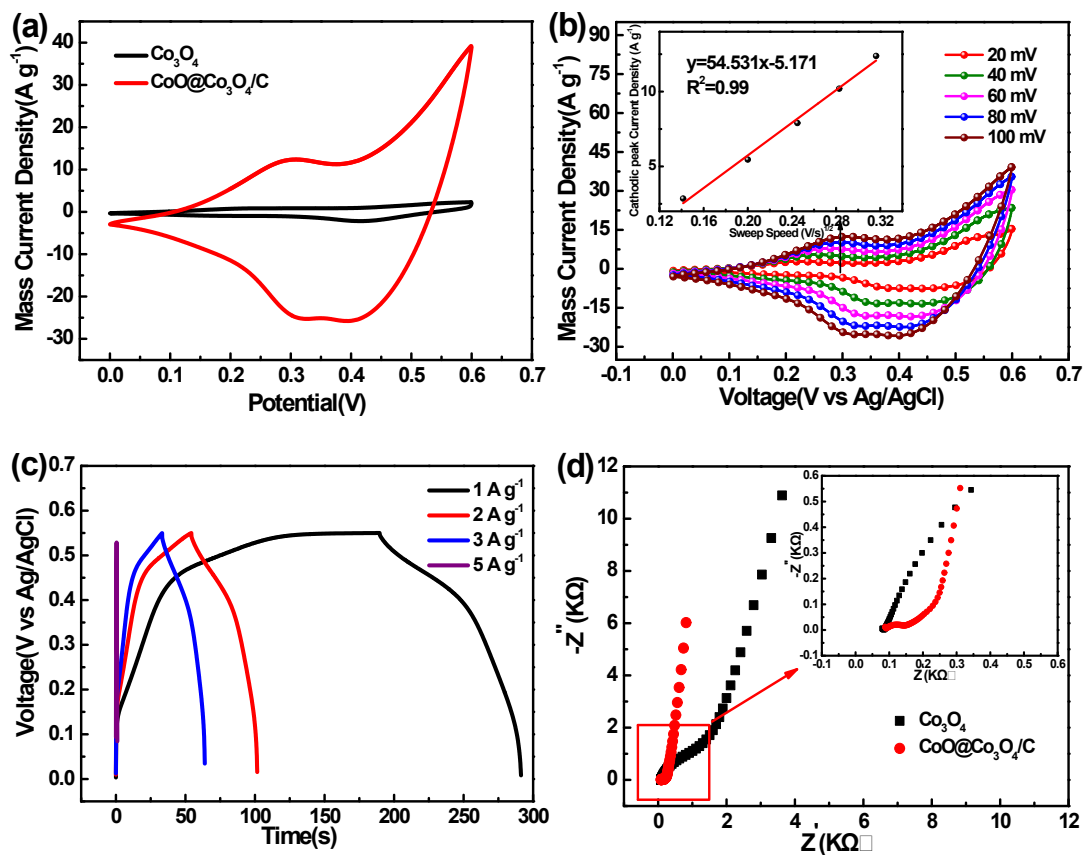 (a)
Co₃O₄
CoO@Co₃O₄/C
Mass Current Density(A g⁻¹)
40
30
20
10
0
-10
-20
-30
0.0 0.1 0.2 0.3 0.4 0.5 0.6 0.7
Potential(V)
(b)
y=54.531x-5.171
R²=0.99
Cathodic peak Current Density (A g⁻¹)
10
5
0.12 0.16 0.20 0.24 0.28 0.32
Sweep Speed (V/s)¹/²
20 mV
40 mV
60 mV
80 mV
100 mV
Mass Current Density(A g⁻¹)
90
75
60
45
30
15
0
-15
-30
-0.1 0.0 0.1 0.2 0.3 0.4 0.5 0.6 0.7
Voltage(V vs Ag/AgCl)
(c)
1 A g⁻¹
2 A g⁻¹
3 A g⁻¹
5 A g⁻¹
Voltage(V vs Ag/AgCl)
0.7
0.6
0.5
0.4
0.3
0.2
0.1
0.0
0 50 100 150 200 250 300
Time(s)
(d)
-Z''(KΩ)
12
10
8
6
4
2
0
0 2 4 6 8 10 12
Z'(KΩ□
-Z''(KΩ)
0.6
0.5
0.4
0.3
0.2
0.1
0.0
-0.1
-0.1 0.0 0.1 0.2 0.3 0.4 0.5 0.6
Z'(KΩ□
Co₃O₄
CoO@Co₃O₄/C